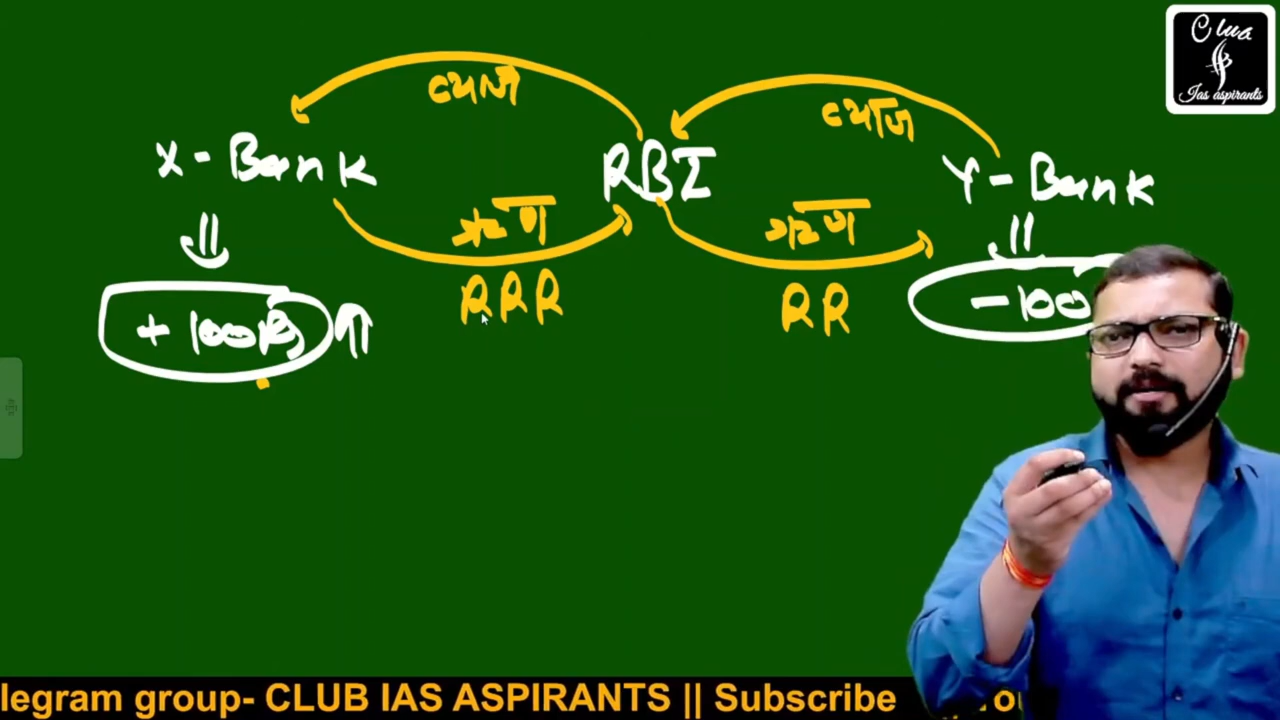 Club
Ias aspirants
ब्याज
ब्याज
X - Bank
RBI
Y - Bank
ऋण
ऋण
RRR
RR
+ 100 ₹
- 100
legram group- CLUB IAS ASPIRANTS || Subscribe